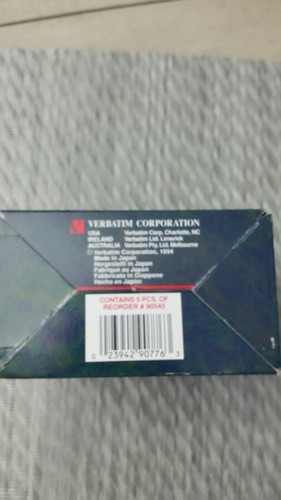 VERBATIM CORPORATION
USA Verbatim Corp. Charlotte, NC
IRELAND Verbatim Ltd. Limerick
AUSTRALIA Verbatim Pty. Ltd. Melbourne
© Verbatim Corporation, 1994
Made in Japan
Hergestellt in Japan
Fabriqué au Japon
Fabbricato in Giappone
Hecho en Japón
CONTAINS 5 PCS. OF
REORDER # 90545
0 23942 90776 3